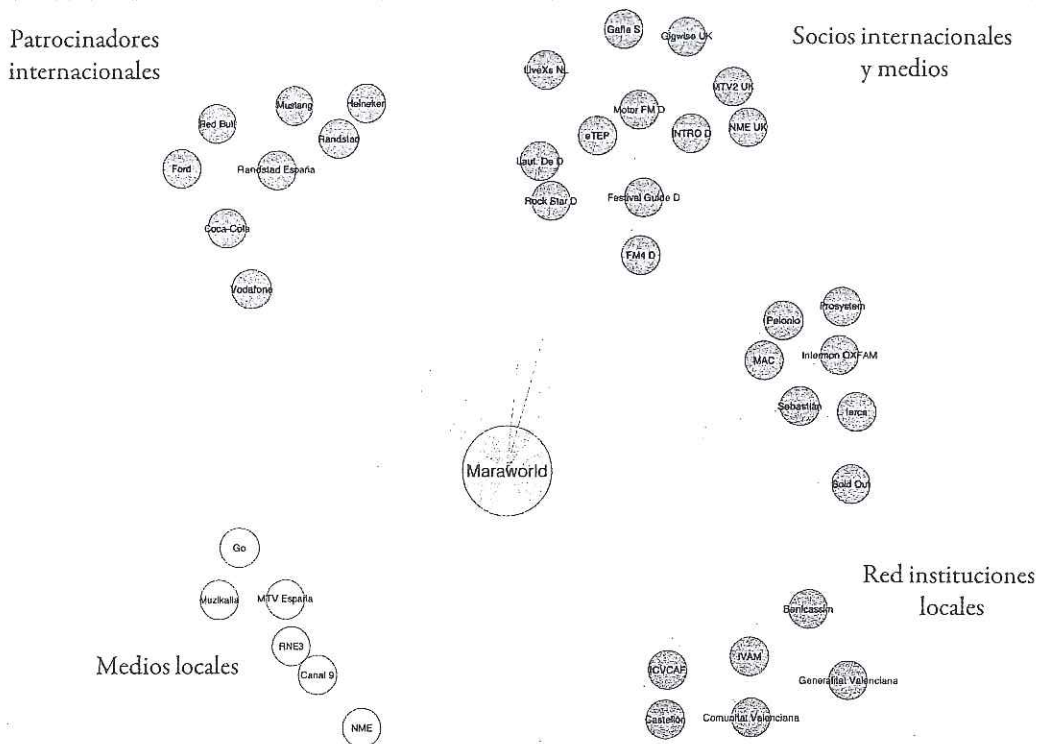 Patrocinadores
internacionales
Mustang
Heineken
Red Bull
Randstad
Ford
Randstad España
Coca-Cola
Vodafone
Socios internacionales
y medios
Gaffa S
Gigwise UK
LiveXs NL
MTV2 UK
Motor FM D
eTEP
INTRO D
NME UK
Laut. De D
Rock Star D
Festival Guide D
FM4 D
Prosystem
MAC
Intermon OXFAM
Sebastián
Sold Out
Maraworld
Go
Muzikalia
MTV España
RNE3
Canal 9
NME
Medios locales
Red instituciones
locales
Benicassim
IVAM
Generalitat Valenciana
Castellón
Comunitat Valenciana